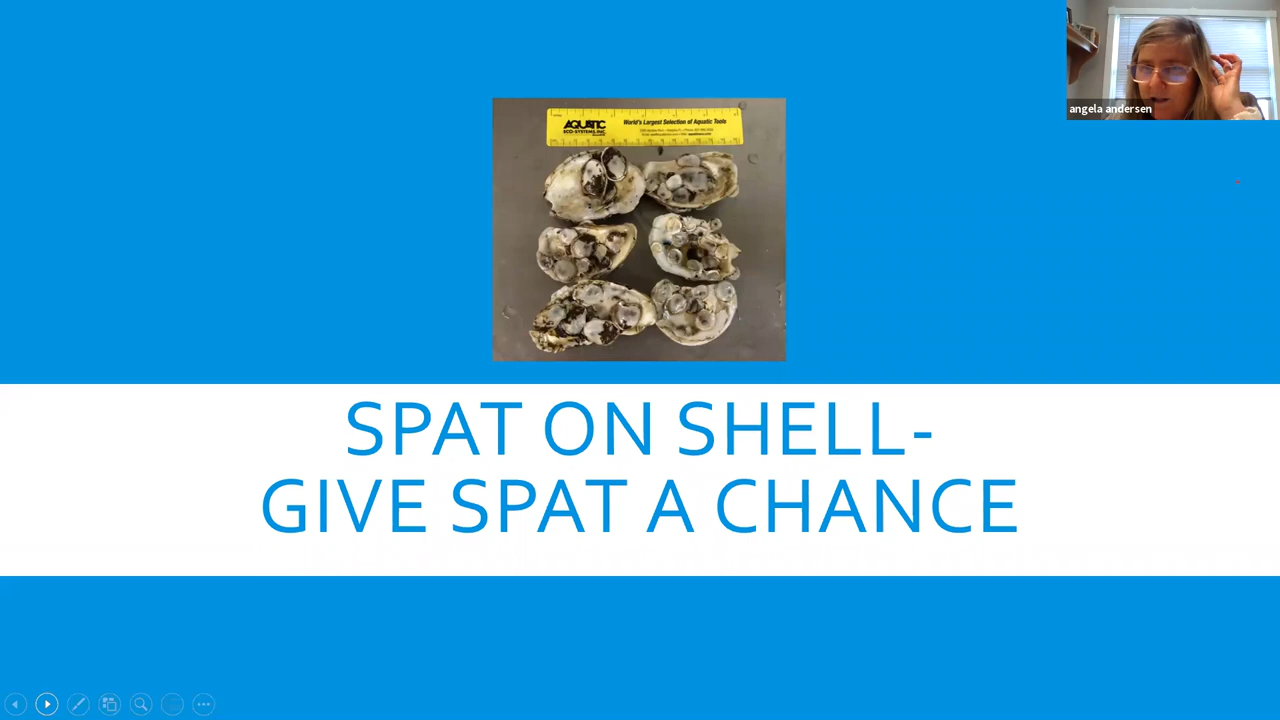 angela andersen
AQUATIC
ECO-SYSTEMS, INC.
World's Largest Selection of Aquatic Tools
SPAT ON SHELL-
GIVE SPAT A CHANCE